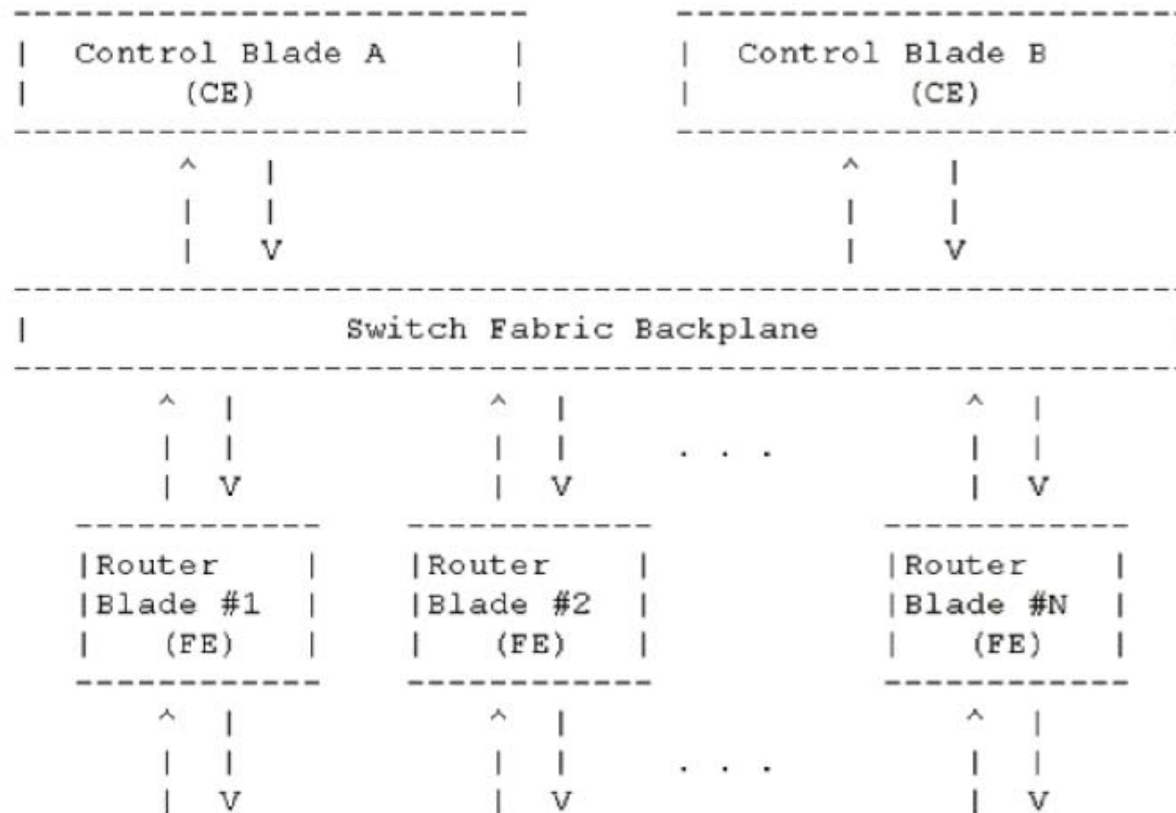 Control Blade A Control Blade B
(CE) (CE)
Switch Fabric Backplane
. . .
Router Router Router
Blade #1 Blade #2 Blade #N
(FE) (FE) (FE)
. . .